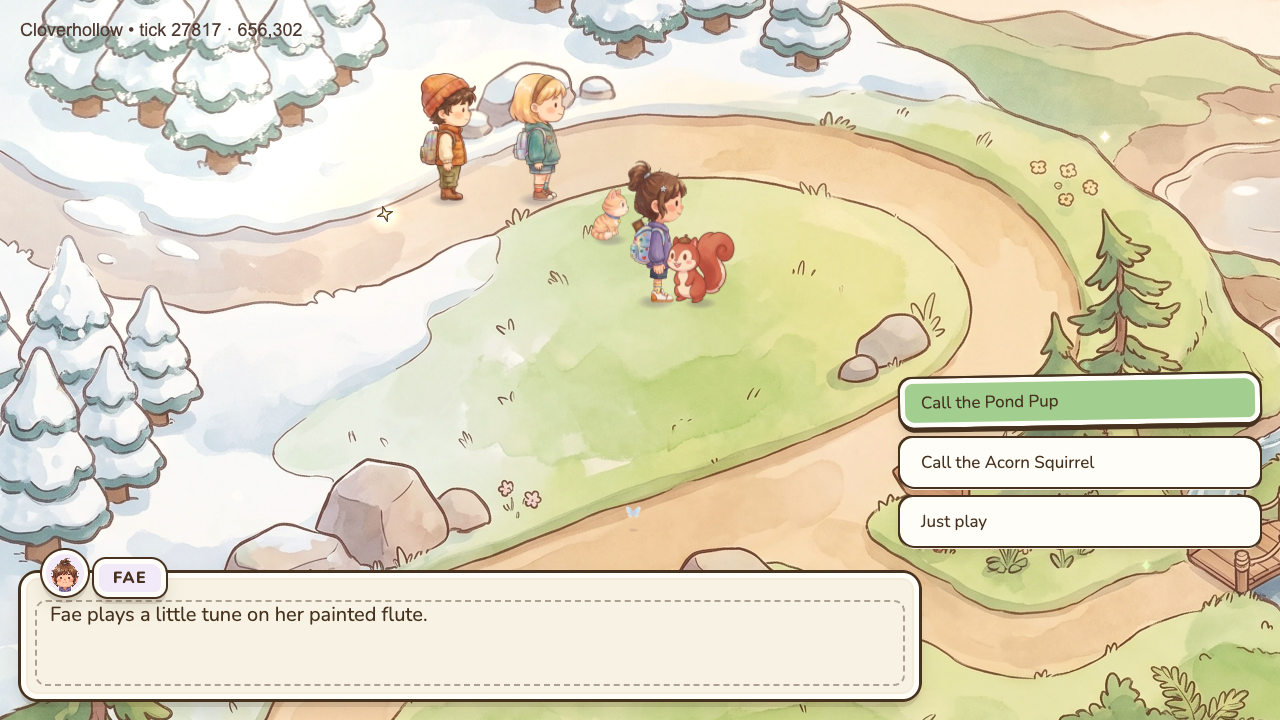 Cloverhollow • tick 27817 · 656,302
Call the Pond Pup
Call the Acorn Squirrel
Just play
FAE
Fae plays a little tune on her painted flute.